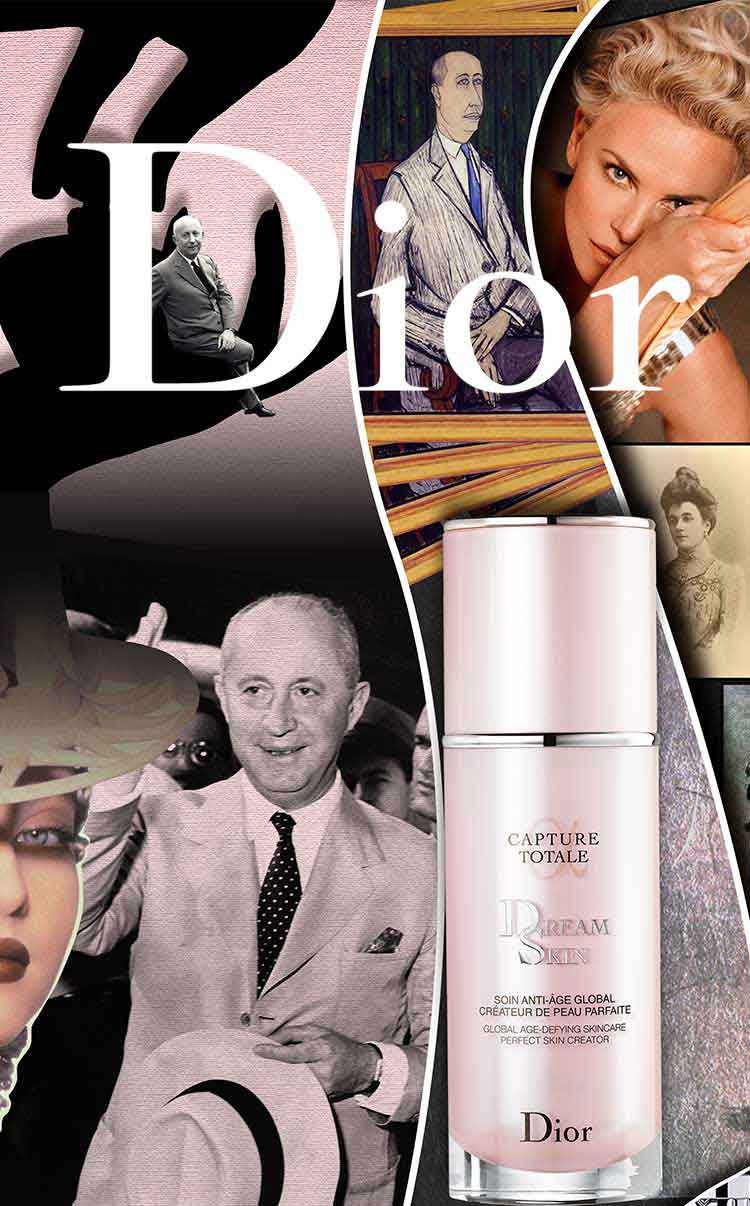 Dior
CAPTURE
TOTALE
DREAM
SKIN
SOIN ANTI-ÂGE GLOBAL
CRÉATEUR DE PEAU PARFAITE
GLOBAL AGE-DEFYING SKINCARE
PERFECT SKIN CREATOR
Dior